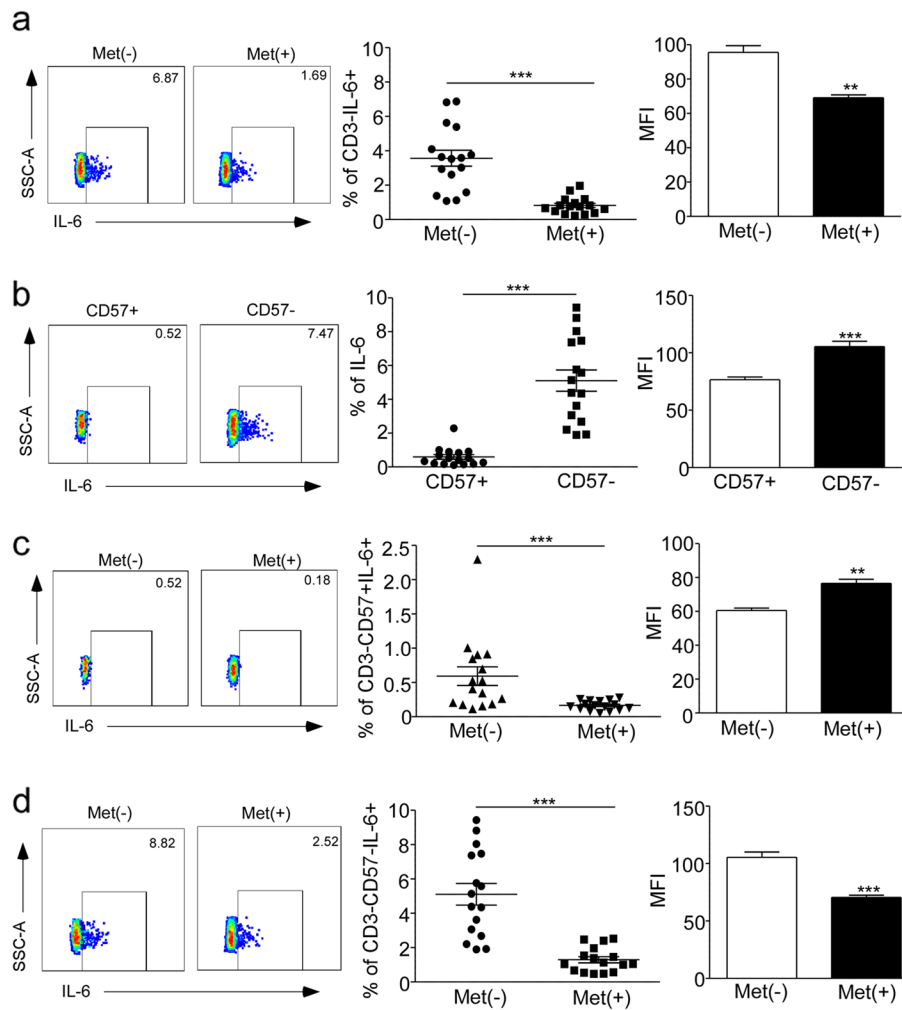 a
Met(-)
Met(+)
6.87
1.69
SSC-A
IL-6
% of CD3-IL-6+
10
8
6
4
2
0
***
Met(-)
Met(+)
MFI
100
80
60
40
20
0
**
Met(-)
Met(+)
b
CD57+
CD57-
0.52
7.47
SSC-A
IL-6
% of IL-6
10
8
6
4
2
0
***
CD57+
CD57-
MFI
150
100
50
0
***
CD57+
CD57-
c
Met(-)
Met(+)
0.52
0.18
SSC-A
IL-6
% of CD3-CD57+IL-6+
2.5
2.0
1.0
0.5
0
***
Met(-)
Met(+)
MFI
100
80
60
40
20
0
**
Met(-)
Met(+)
d
Met(-)
Met(+)
8.82
2.52
SSC-A
IL-6
% of CD3-CD57-IL-6+
10
8
6
4
2
0
***
Met(-)
Met(+)
MFI
150
100
50
0
***
Met(-)
Met(+)